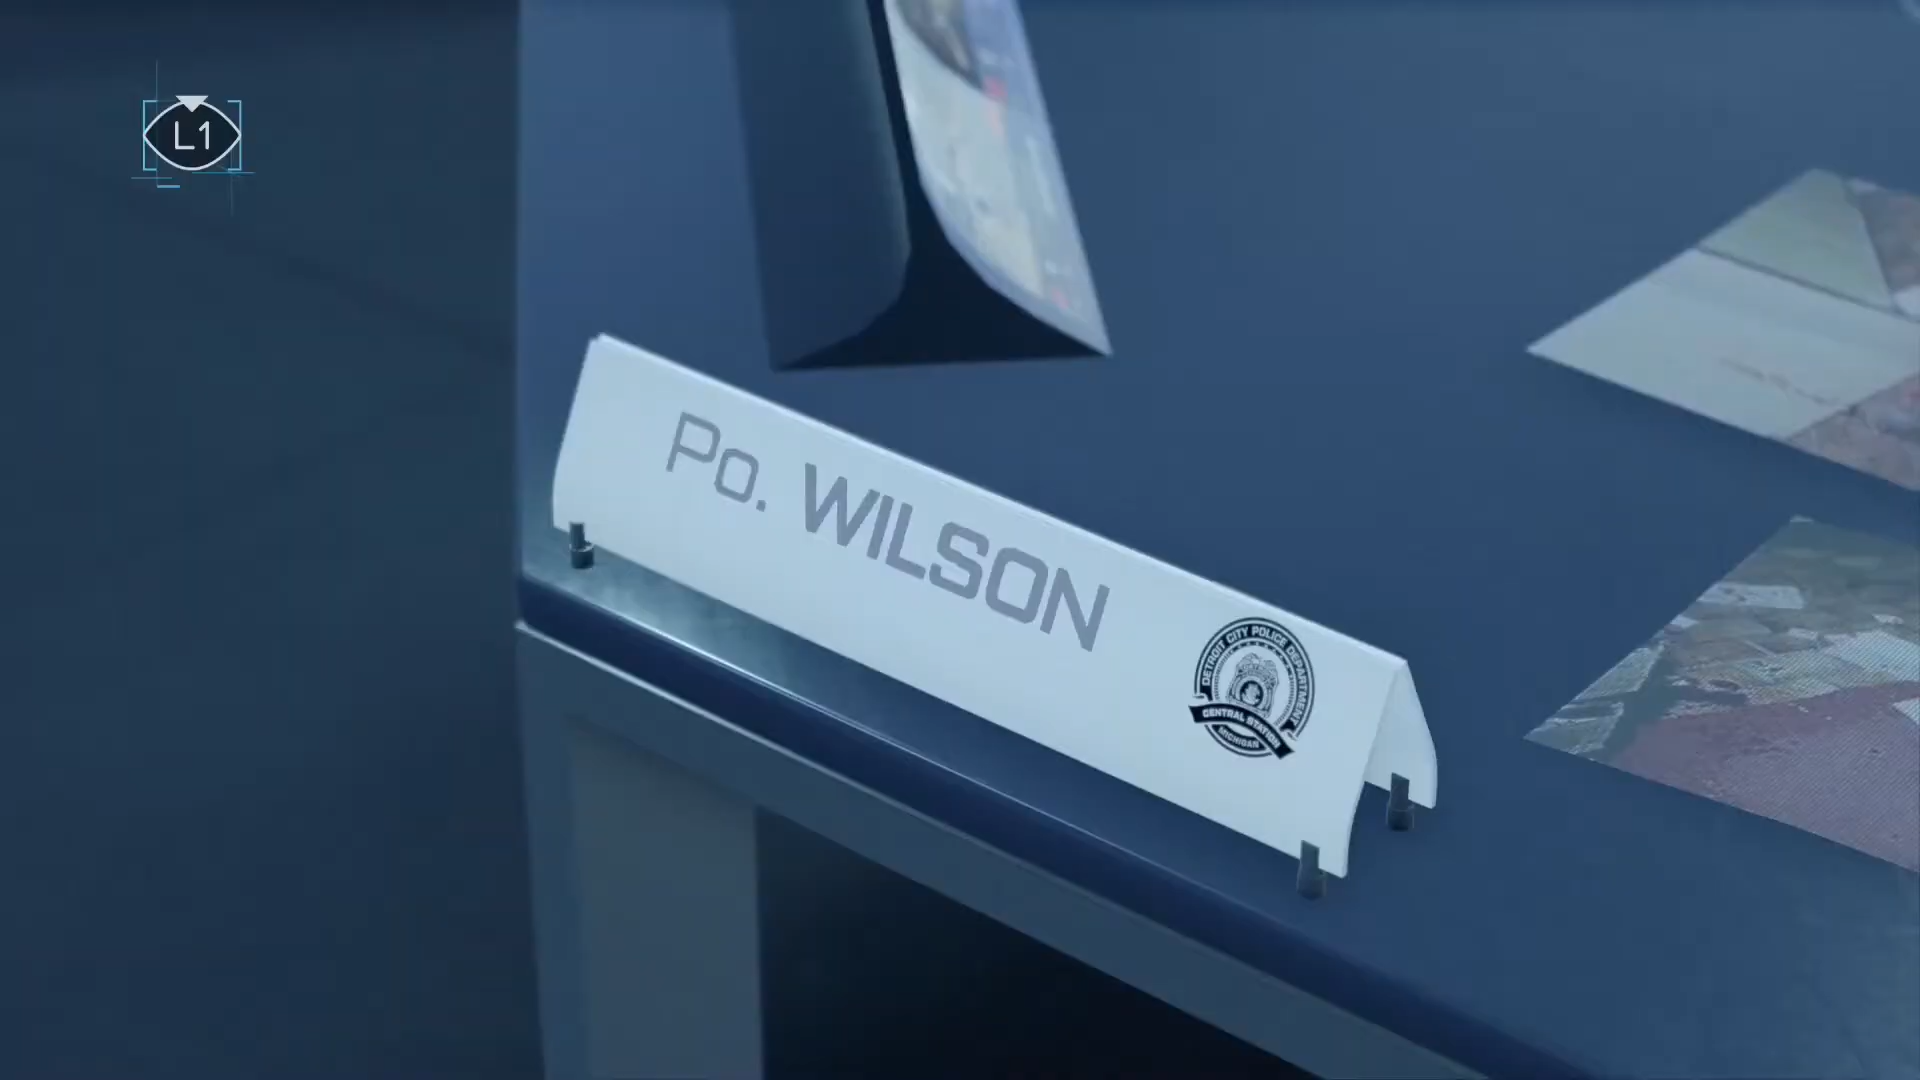 L1
Po. WILSON
DETROIT CITY POLICE DEPARTMENT
CENTRAL STATION
MICHIGAN